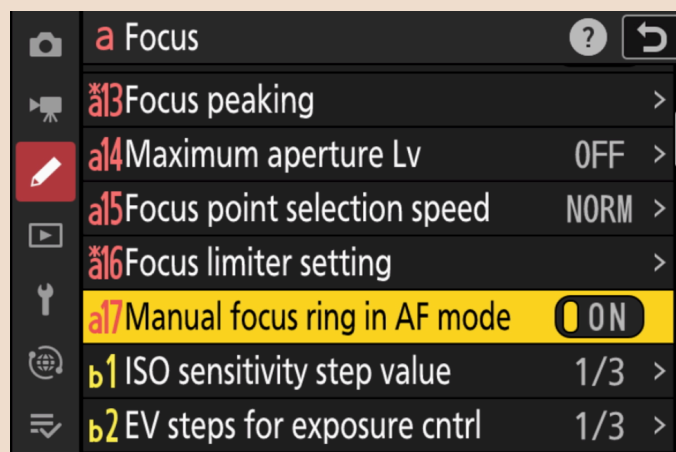 a Focus ?
*a13 Focus peaking >
a14 Maximum aperture Lv OFF >
a15 Focus point selection speed NORM >
*a16 Focus limiter setting >
a17 Manual focus ring in AF mode ON
b1 ISO sensitivity step value 1/3 >
b2 EV steps for exposure cntrl 1/3 >